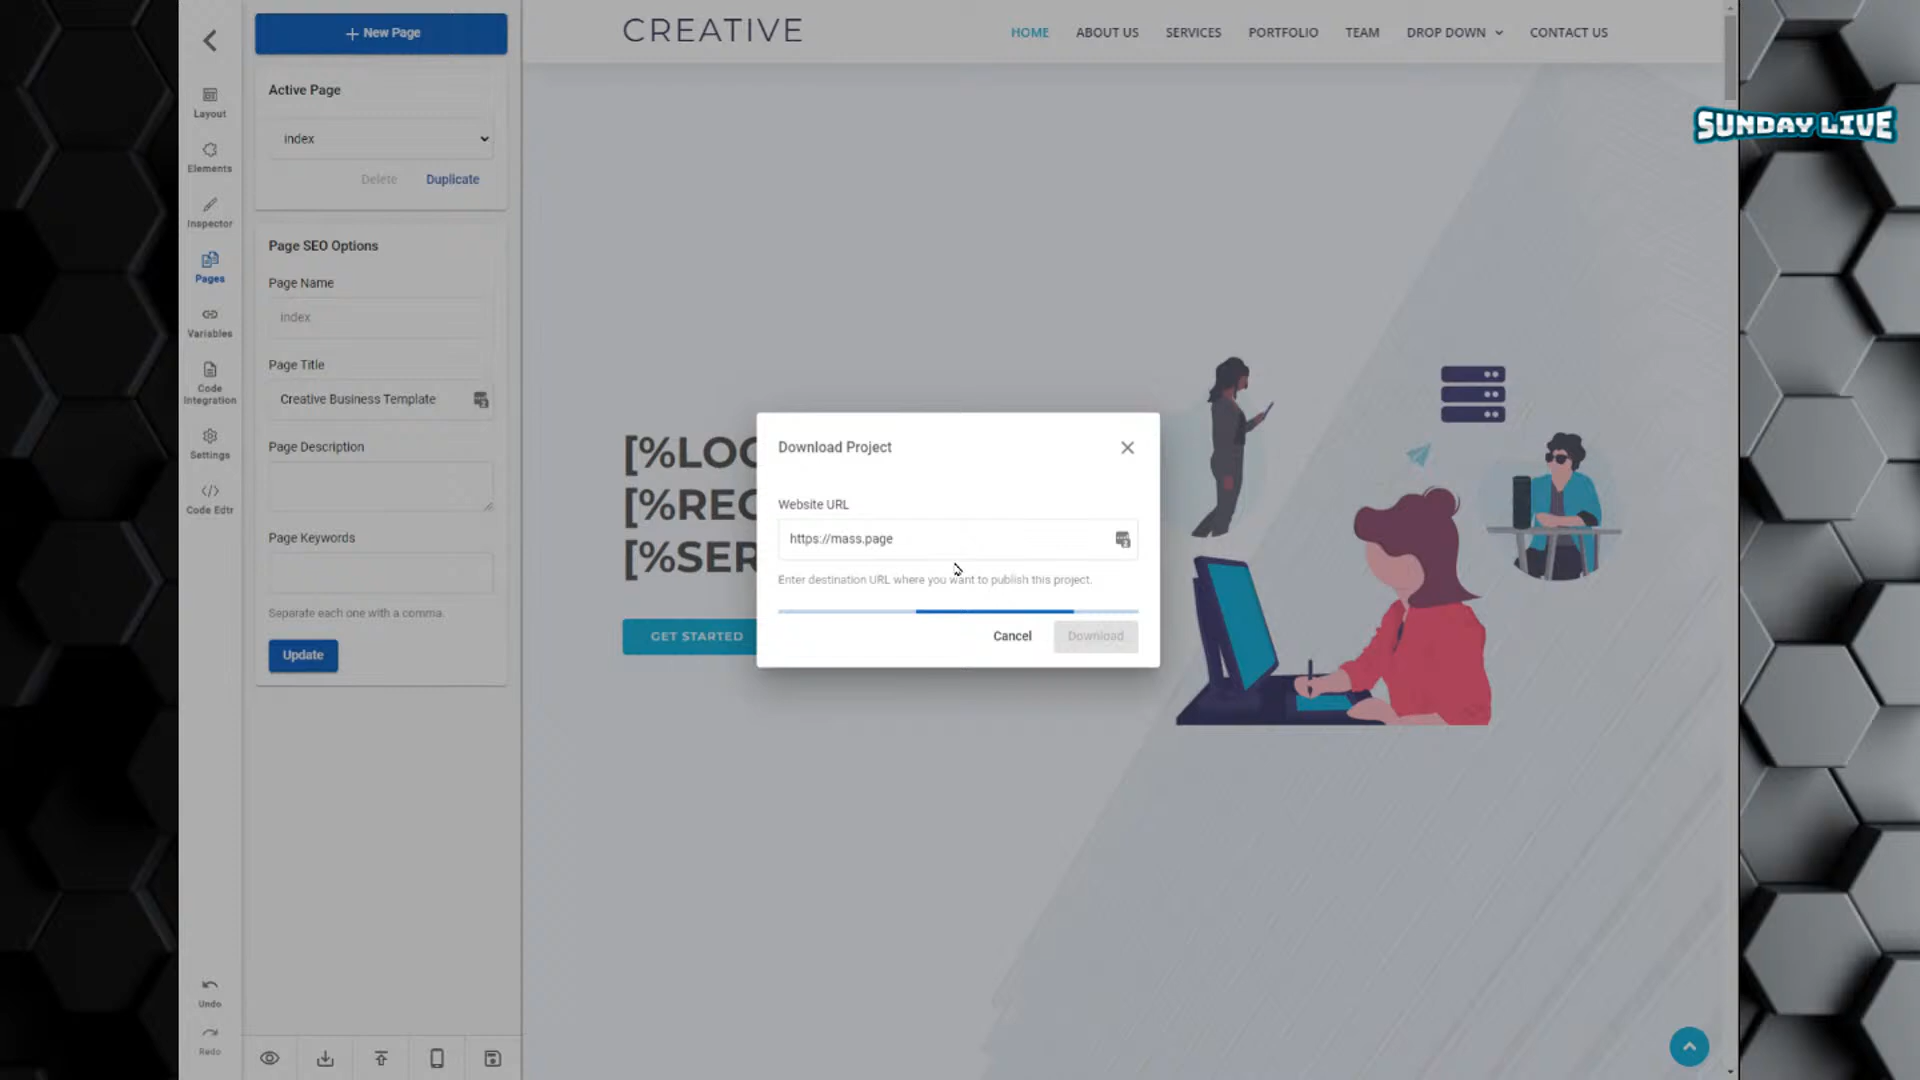 New Page
Active Page
index
Delete
Duplicate
Page SEO Options
Page Name
index
Page Title
Creative Business Template
Page Description
Page Keywords
Separate each one with a comma.
Update
Layout
Elements
Inspector
Pages
Variables
Code
Integration
Settings
Code Edtr
Undo
Redo
CREATIVE
HOME
ABOUT US
SERVICES
PORTFOLIO
TEAM
DROP DOWN
CONTACT US
SUNDAY LIVE
[%LOC
[%REC
[%SER
GET STARTED
Download Project
Website URL
https://mass.page
Enter destination URL where you want to publish this project.
Cancel
Download